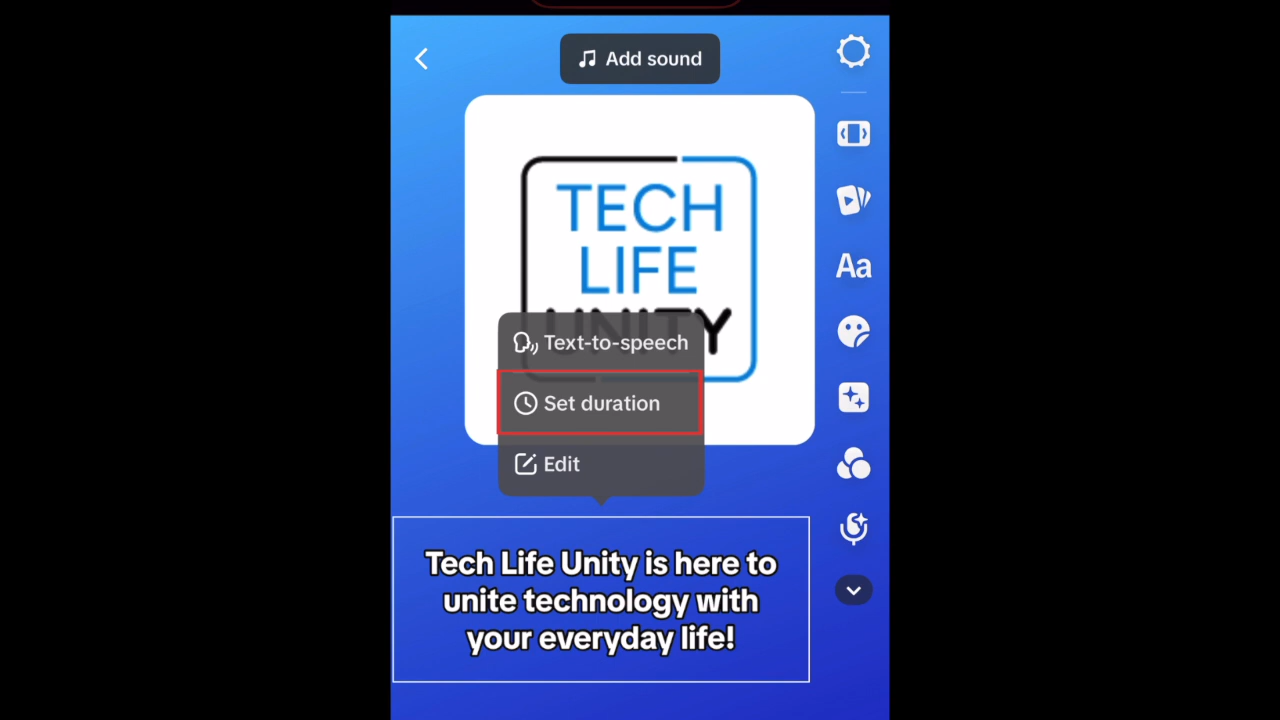 Add sound
TECH
LIFE
UNITY
Text-to-speech
Set duration
Edit
Aa
Tech Life Unity is here to
unite technology with
your everyday life!